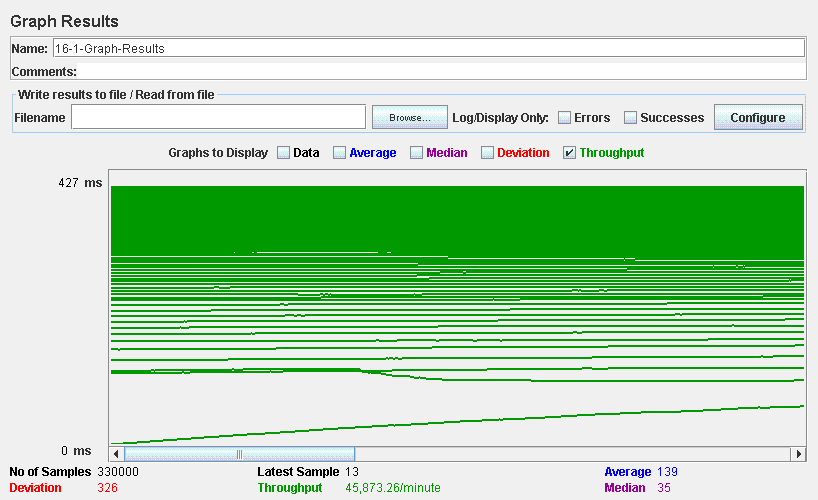 Graph Results
Name: 16-1-Graph-Results
Comments:
Write results to file / Read from file
Filename Browse... Log/Display Only: Errors Successes Configure
Graphs to Display Data Average Median Deviation Throughput
427 ms
0 ms
No of Samples 330000 Latest Sample 13 Average 139
Deviation 326 Throughput 45,873.26/minute Median 35